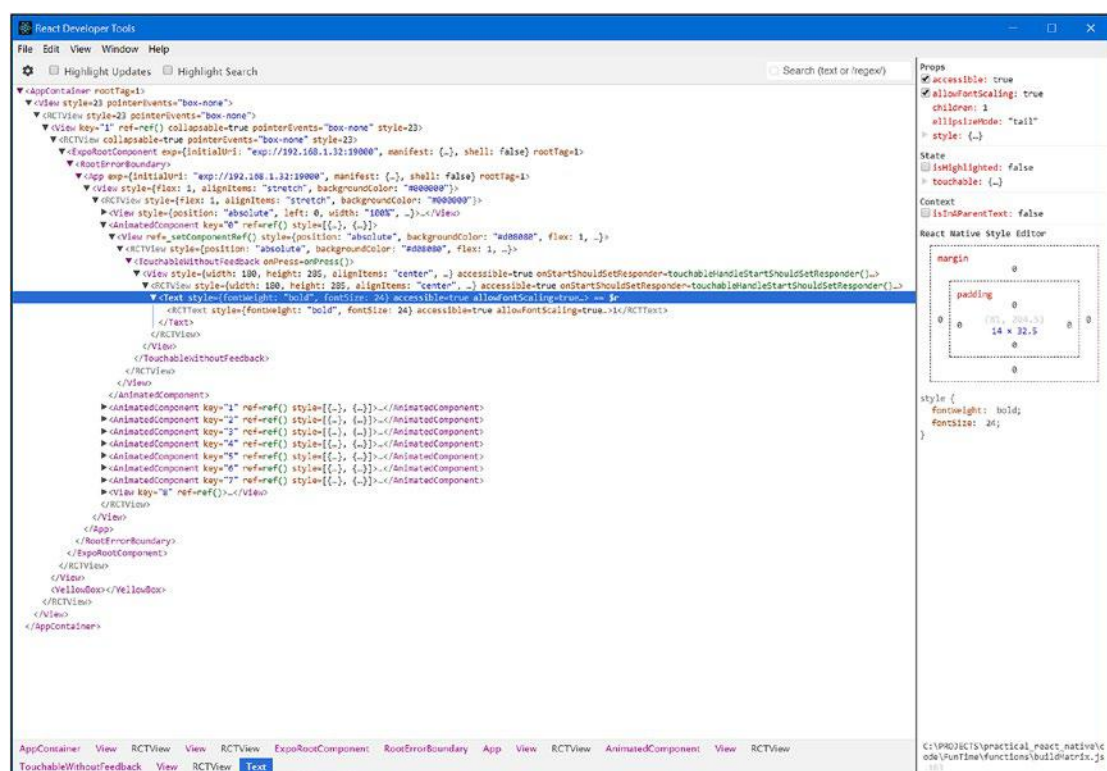 React Developer Tools
File Edit View Window Help
Highlight Updates Highlight Search Search (text or /regex/)
▼<AppContainer rootTag=1>
▼<View style=23 pointerEvents="box-none">
▼<RCTView style=23 pointerEvents="box-none">
▼<View key="1" ref=ref() collapsable=true pointerEvents="box-none" style=23>
▼<RCTView collapsable=true pointerEvents="box-none" style=23>
▼<ExpoRootComponent exp={initialUri: "exp://192.168.1.32:19000", manifest: {…}, shell: false} rootTag=1>
▼<RootErrorBoundary>
▼<App exp={initialUri: "exp://192.168.1.32:19000", manifest: {…}, shell: false} rootTag=1>
▼<View style={flex: 1, alignItems: "stretch", backgroundColor: "#000000"}>
▼<RCTView style={flex: 1, alignItems: "stretch", backgroundColor: "#000000"}>
▶<View style={position: "absolute", left: 0, width: "100%", …}>…</View>
▼<AnimatedComponent key="0" ref=ref() style=[{…}, {…}]>
▼<View ref=_setComponentRef() style={position: "absolute", backgroundColor: "#d08080", flex: 1, …}>
▼<RCTView style={position: "absolute", backgroundColor: "#d08080", flex: 1, …}>
▼<TouchableWithoutFeedback onPress=onPress()>
▼<View style={width: 180, height: 285, alignItems: "center", …} accessible=true onStartShouldSetResponder=touchableHandleStartShouldSetResponder()…>
▼<RCTView style={width: 180, height: 285, alignItems: "center", …} accessible=true onStartShouldSetResponder=touchableHandleStartShouldSetResponder()…>
▼<Text style={fontWeight: "bold", fontSize: 24} accessible=true allowFontScaling=true…> == $r
<RCTText style={fontWeight: "bold", fontSize: 24} accessible=true allowFontScaling=true…>1</RCTText>
</Text>
</RCTView>
</View>
</TouchableWithoutFeedback>
</RCTView>
</View>
</AnimatedComponent>
▶<AnimatedComponent key="1" ref=ref() style=[{…}, {…}]>…</AnimatedComponent>
▶<AnimatedComponent key="2" ref=ref() style=[{…}, {…}]>…</AnimatedComponent>
▶<AnimatedComponent key="3" ref=ref() style=[{…}, {…}]>…</AnimatedComponent>
▶<AnimatedComponent key="4" ref=ref() style=[{…}, {…}]>…</AnimatedComponent>
▶<AnimatedComponent key="5" ref=ref() style=[{…}, {…}]>…</AnimatedComponent>
▶<AnimatedComponent key="6" ref=ref() style=[{…}, {…}]>…</AnimatedComponent>
▶<AnimatedComponent key="7" ref=ref() style=[{…}, {…}]>…</AnimatedComponent>
▶<View key="8" ref=ref()>…</View>
</RCTView>
</View>
</App>
</RootErrorBoundary>
</ExpoRootComponent>
</RCTView>
</View>
<YellowBox></YellowBox>
</RCTView>
</View>
</AppContainer>
AppContainer View RCTView View RCTView ExpoRootComponent RootErrorBoundary App View RCTView AnimatedComponent View RCTView
TouchableWithoutFeedback View RCTView Text
Props
accessible: true
allowFontScaling: true
children: 1
ellipsizeMode: "tail"
▶ style: {…}
State
isHighlighted: false
▶ touchable: {…}
Context
isInAParentText: false
React Native Style Editor
margin
0
padding
0
0 0 (81, 204.5) 0 0
14 × 32.5
0
0
style {
fontWeight: bold;
fontSize: 24;
}
C:\PROJECTS\practical_react_native\c
ode\FunTime\functions\buildMatrix.js